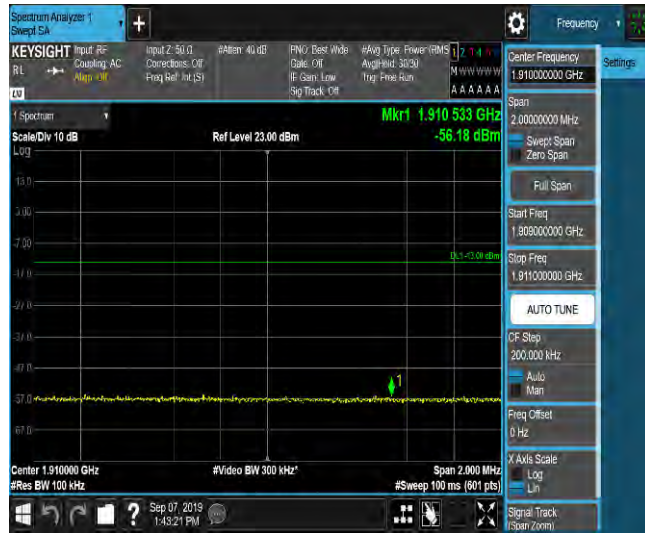 Spectrum Analyzer 1
Swept SA
+
Frequency
KEYSIGHT
RL
Input: RF
Coupling: AC
Align: Off
Input Z: 50 Ω
Corrections: Off
Freq Ref: Int (S)
#Atten: 40 dB
PNO: Best Wide
Gate: Off
IF Gain: Low
Sig Track: Off
#Avg Type: Power (RMS
Avg|Hold: 30/30
Trig: Free Run
M W W W W W
A A A A A A
1 Spectrum
Mkr1 1.910 533 GHz
Scale/Div 10 dB
Ref Level 23.00 dBm
-56.18 dBm
Log
13.0
3.00
-7.00
DL1 -13.00 dBm
-17.0
-27.0
-37.0
-47.0
1
-57.0
-67.0
Center 1.910000 GHz
#Video BW 300 kHz*
Span 2.000 MHz
#Res BW 100 kHz
#Sweep 100 ms (601 pts)
Sep 07, 2019
1:43:21 PM
?
Center Frequency
1.910000000 GHz
Settings
Span
2.00000000 MHz
Swept Span
Zero Span
Full Span
Start Freq
1.909000000 GHz
Stop Freq
1.911000000 GHz
AUTO TUNE
CF Step
200.000 kHz
Auto
Man
Freq Offset
0 Hz
X Axis Scale
Log
Lin
Signal Track
(Span Zoom)